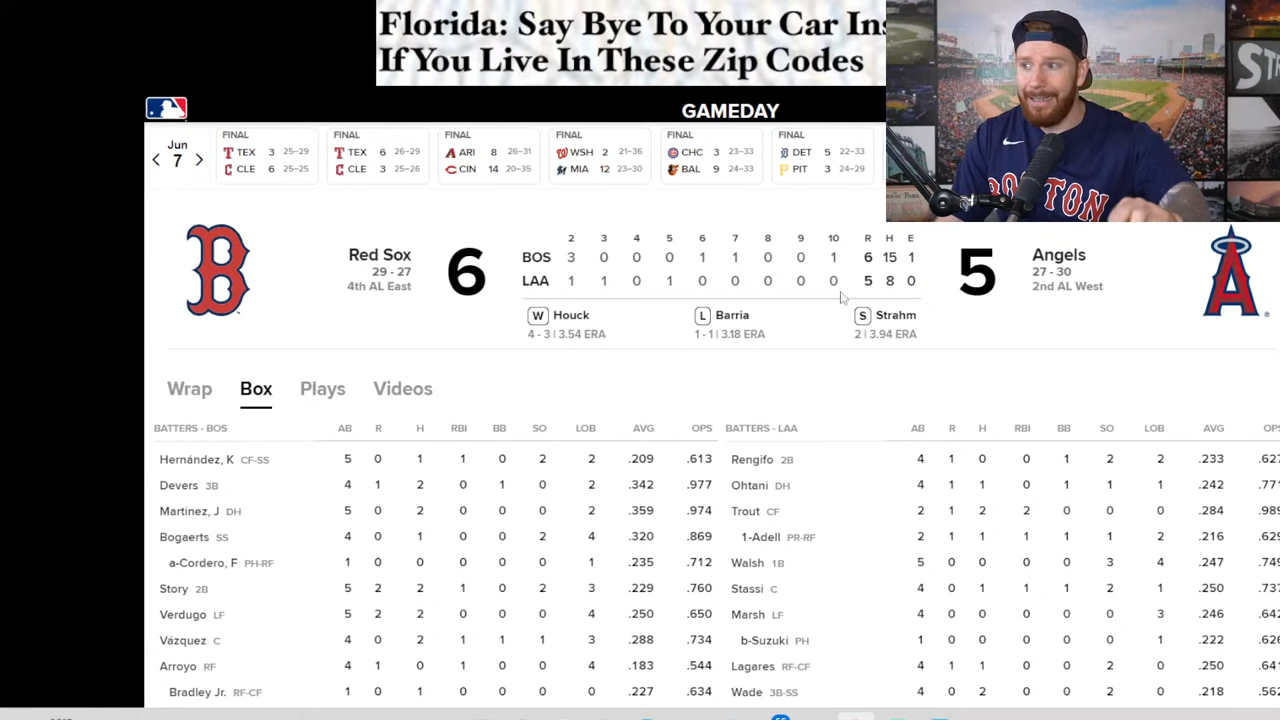 Florida: Say Bye To Your Car Ins
If You Live In These Zip Codes
GAMEDAY
Jun
7
FINAL
TEX 3 25-29
CLE 6 25-25
FINAL
TEX 6 26-29
CLE 3 25-26
FINAL
ARI 8 26-31
CIN 14 20-35
FINAL
WSH 2 21-36
MIA 12 23-30
FINAL
CHC 3 23-33
BAL 9 24-33
FINAL
DET 5 22-33
PIT 3 24-29
BOSTON
B
Red Sox
29 - 27
4th AL East
6
2 3 4 5 6 7 8 9 10 R H E
BOS 3 0 0 0 1 1 0 0 1 6 15 1
LAA 1 1 0 1 0 0 0 0 0 5 8 0
W Houck
4 - 3 | 3.54 ERA
L Barria
1 - 1 | 3.18 ERA
S Strahm
2 | 3.94 ERA
5
Angels
27 - 30
2nd AL West
A
Wrap Box Plays Videos
BATTERS - BOS AB R H RBI BB SO LOB AVG OPS
Hernández, K CF-SS 5 0 1 1 0 2 2 .209 .613
Devers 3B 4 1 2 0 1 0 2 .342 .977
Martinez, J DH 5 0 2 0 0 0 2 .359 .974
Bogaerts SS 4 0 1 0 0 2 4 .320 .869
a-Cordero, F PH-RF 1 0 0 0 0 0 1 .235 .712
Story 2B 5 2 2 1 0 2 3 .229 .760
Verdugo LF 5 2 2 0 0 0 4 .250 .650
Vázquez C 4 0 2 1 1 1 3 .288 .734
Arroyo RF 4 1 0 1 0 0 4 .183 .544
Bradley Jr. RF-CF 1 0 1 0 0 0 0 .227 .634
BATTERS - LAA AB R H RBI BB SO LOB AVG OPS
Rengifo 2B 4 1 0 0 1 2 2 .233 .627
Ohtani DH 4 1 1 0 1 1 1 .242 .771
Trout CF 2 1 2 2 0 0 0 .284 .989
1-Adell PR-RF 2 1 1 1 1 1 2 .216 .629
Walsh 1B 5 0 0 0 0 3 4 .247 .749
Stassi C 4 0 1 1 1 2 1 .250 .737
Marsh LF 4 0 0 0 0 0 3 .246 .642
b-Suzuki PH 1 0 0 0 0 0 1 .222 .626
Lagares RF-CF 4 1 1 0 0 2 0 .250 .641
Wade 3B-SS 4 0 2 0 0 2 0 .218 .562